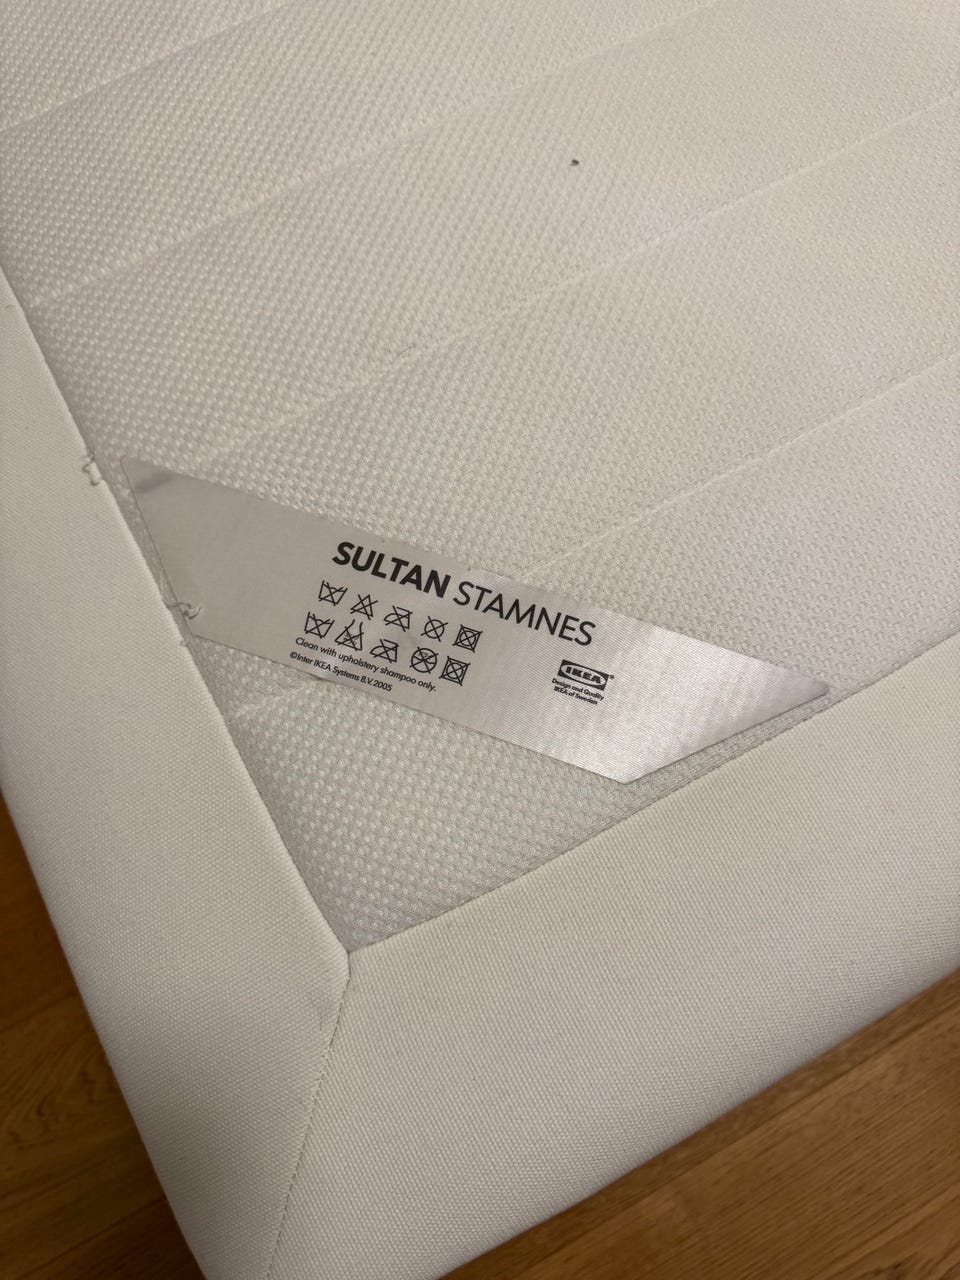 SULTAN STAMNES
Clean with upholstery shampoo only.
©Inter IKEA Systems B.V. 2005
IKEA®
Design and Quality
IKEA of Sweden